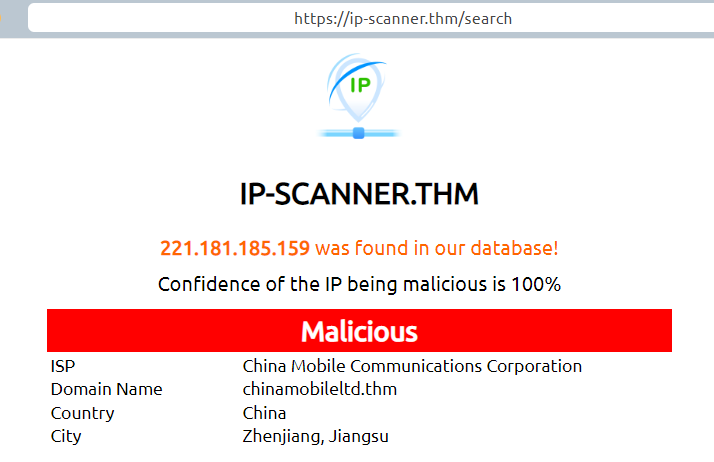 https://ip-scanner.thm/search
IP
IP-SCANNER.THM
221.181.185.159 was found in our database!
Confidence of the IP being malicious is 100%
Malicious
ISP China Mobile Communications Corporation
Domain Name chinamobileltd.thm
Country China
City Zhenjiang, Jiangsu